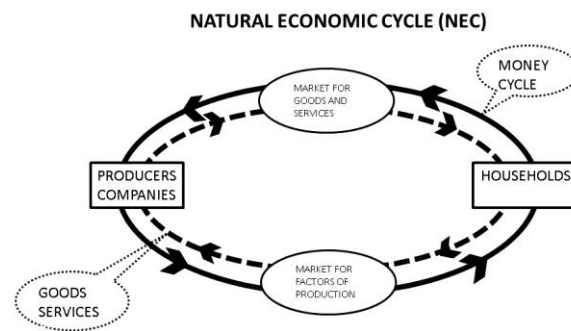 NATURAL ECONOMIC CYCLE (NEC)
MONEY
CYCLE
MARKET FOR
GOODS AND
SERVICES
PRODUCERS
COMPANIES
HOUSEHOLDS
MARKET FOR
FACTORS OF
PRODUCTION
GOODS
SERVICES